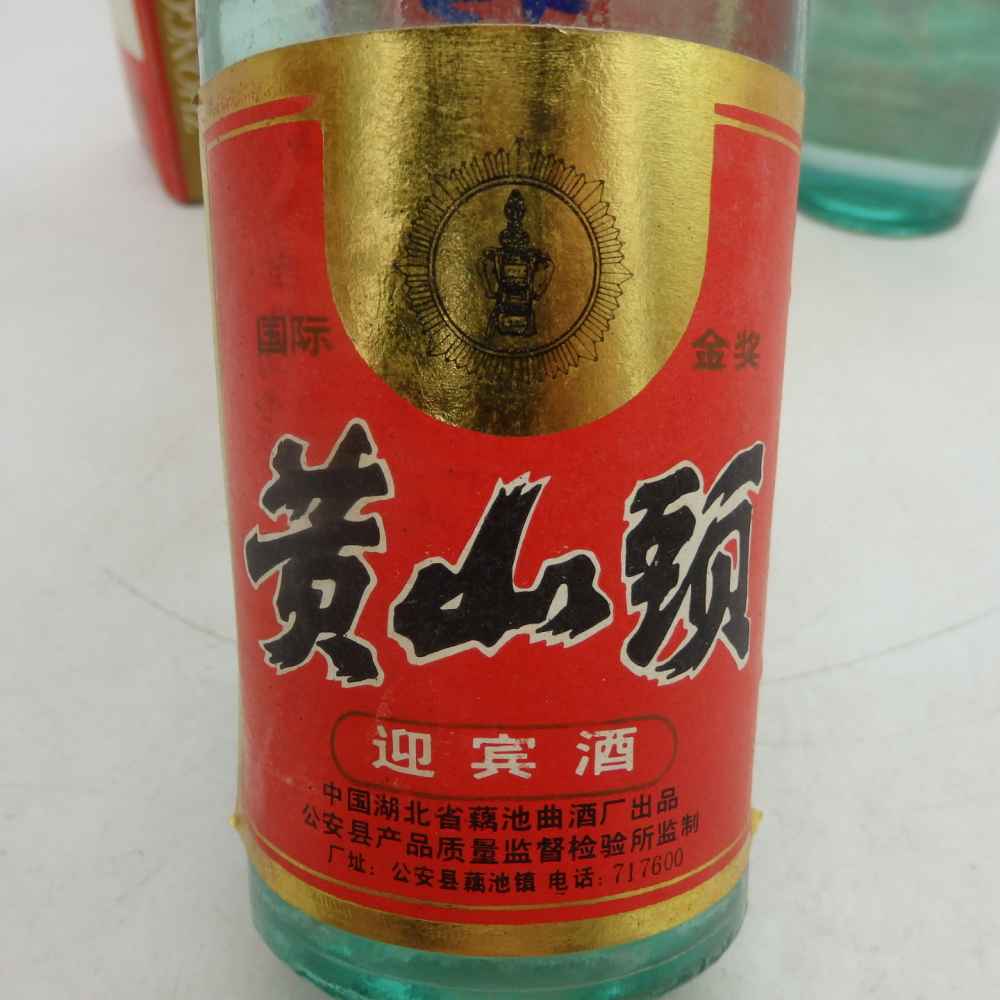 国际 金奖
黄山头
迎宾酒
中国湖北省藕池曲酒厂出品
公安县产品质量监督检验所监制
厂址：公安县藕池镇 电话：717600